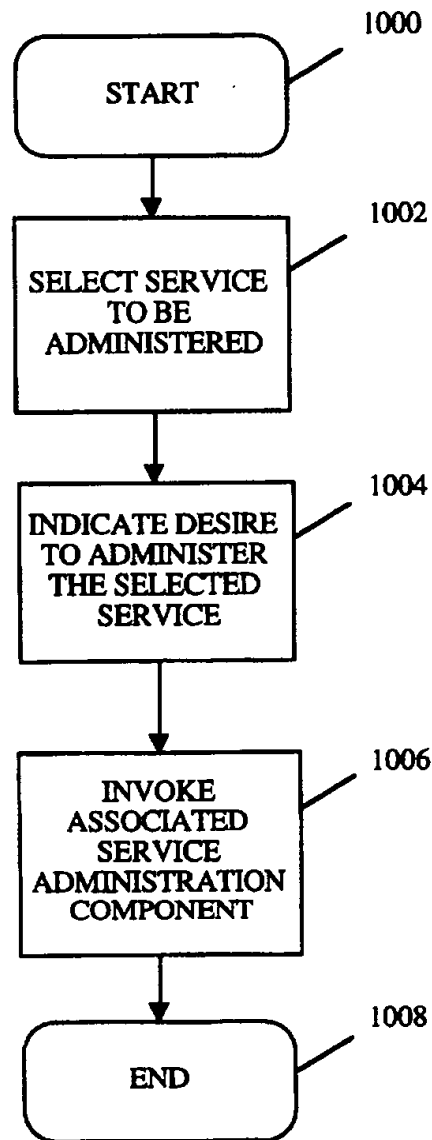 1000
START
1002
SELECT SERVICE
TO BE
ADMINISTERED
1004
INDICATE DESIRE
TO ADMINISTER
THE SELECTED
SERVICE
1006
INVOKE
ASSOCIATED
SERVICE
ADMINISTRATION
COMPONENT
1008
END